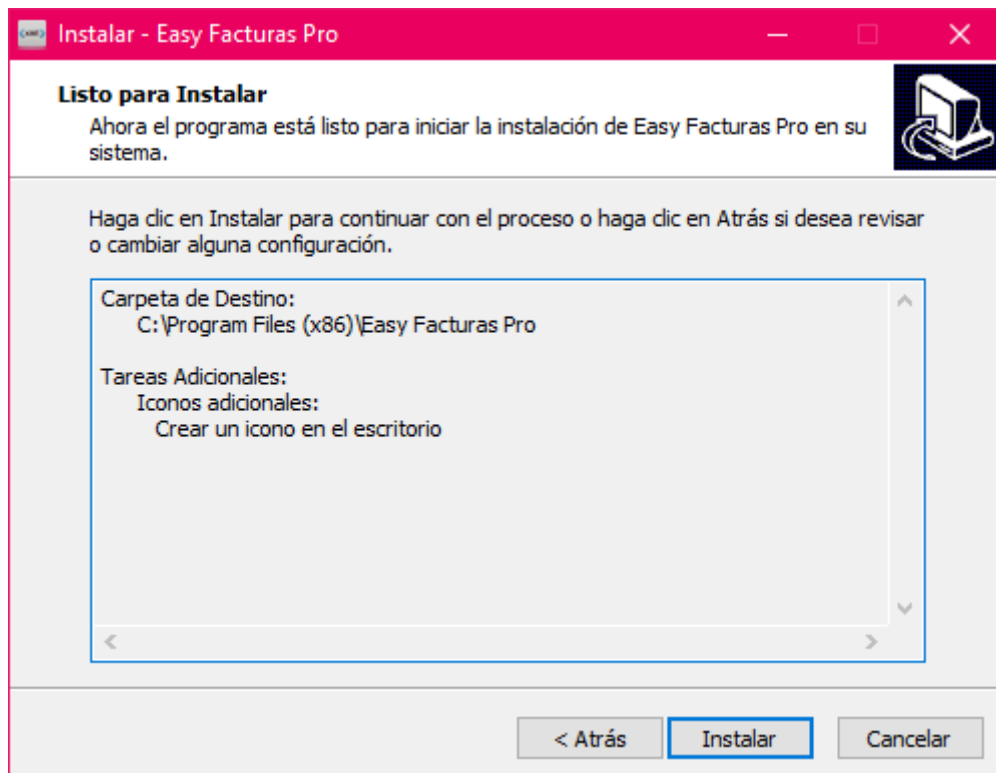 Instalar - Easy Facturas Pro
Listo para Instalar
Ahora el programa está listo para iniciar la instalación de Easy Facturas Pro en su
sistema.
Haga clic en Instalar para continuar con el proceso o haga clic en Atrás si desea revisar
o cambiar alguna configuración.
Carpeta de Destino:
C:\Program Files (x86)\Easy Facturas Pro
Tareas Adicionales:
Iconos adicionales:
Crear un icono en el escritorio
< Atrás
Instalar
Cancelar